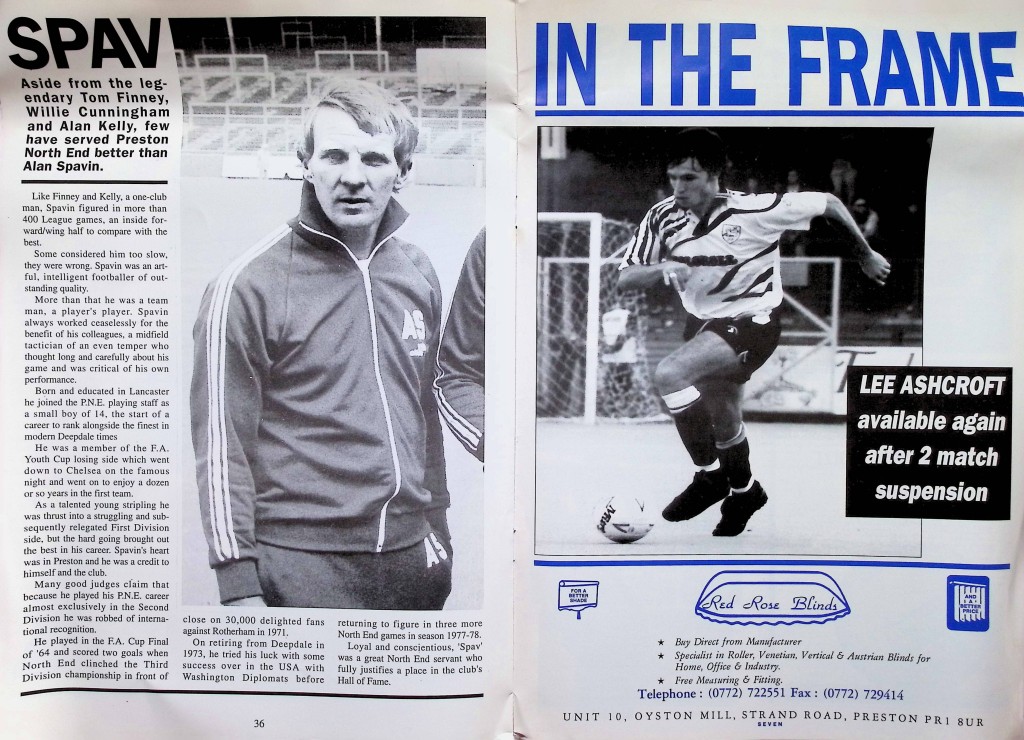 SPAV
Aside from the leg-
endary Tom Finney,
Willie Cunningham
and Alan Kelly, few
have served Preston
North End better than
Alan Spavin.
Like Finney and Kelly, a one-club
man, Spavin figured in more than
400 League games, an inside for-
ward/wing half to compare with the
best.
Some considered him too slow,
they were wrong. Spavin was an art-
ful, intelligent footballer of out-
standing quality.
More than that he was a team
man, a player's player. Spavin
always worked ceaselessly for the
benefit of his colleagues, a midfield
tactician of an even temper who
thought long and carefully about his
game and was critical of his own
performance.
Born and educated in Lancaster
he joined the P.N.E. playing staff as
a small boy of 14, the start of a
career to rank alongside the finest in
modern Deepdale times
He was a member of the F.A.
Youth Cup losing side which went
down to Chelsea on the famous
night and went on to enjoy a dozen
or so years in the first team.
As a talented young stripling he
was thrust into a struggling and sub-
sequently relegated First Division
side, but the hard going brought out
the best in his career. Spavin's heart
was in Preston and he was a credit to
himself and the club.
Many good judges claim that
because he played his P.N.E. career
almost exclusively in the Second
Division he was robbed of interna-
tional recognition.
He played in the F.A. Cup Final
of '64 and scored two goals when
North End clinched the Third
Division championship in front of
close on 30,000 delighted fans
against Rotherham in 1971.
On retiring from Deepdale in
1973, he tried his luck with some
success over in the USA with
Washington Diplomats before
returning to figure in three more
North End games in season 1977-78.
Loyal and conscientious, 'Spav'
was a great North End servant who
fully justifies a place in the club's
Hall of Fame.
AS
AS
36
IN THE FRAME
LEE ASHCROFT
available again
after 2 match
suspension
FOR A
BETTER
SHADE
Red Rose Blinds
AND
AT A
BETTER
PRICE
★ Buy Direct from Manufacturer
★ Specialist in Roller, Venetian, Vertical & Austrian Blinds for
Home, Office & Industry.
★ Free Measuring & Fitting.
Telephone : (0772) 722551 Fax : (0772) 729414
UNIT 10, OYSTON MILL, STRAND ROAD, PRESTON PR1 8UR
SEVEN